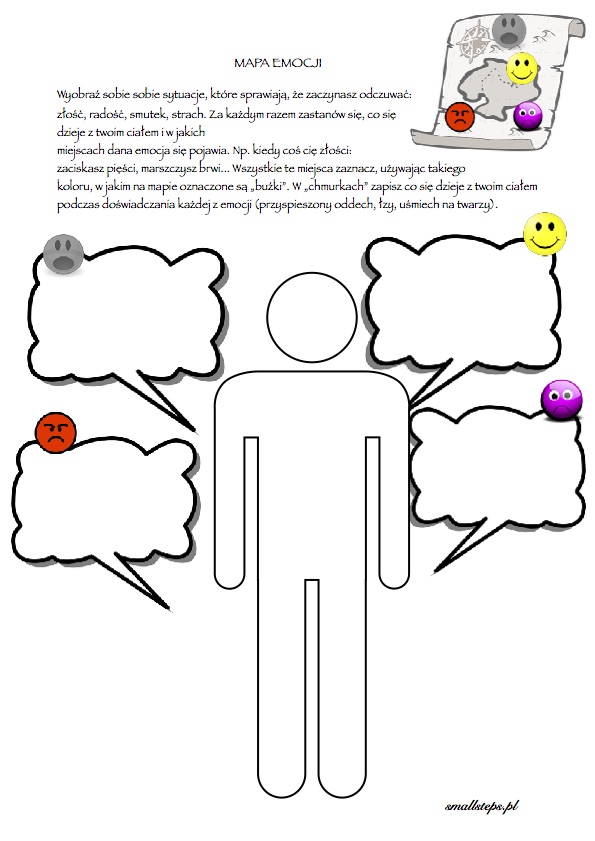 MAPA EMOCJI
Wyobraź sobie sobie sytuacje, które sprawiają, że zaczynasz odczuwać:
złość, radość, smutek, strach. Za każdym razem zastanów się, co się
dzieje z twoim ciałem i w jakich
miejscach dana emocja się pojawia. Np. kiedy coś cię złości:
zaciskasz pięści, marszczysz brwi... Wszystkie te miejsca zaznacz, używając takiego
koloru, w jakim na mapie oznaczone są „buźki”. W „chmurkach” zapisz co się dzieje z twoim ciałem
podczas doświadczania każdej z emocji (przyspieszony oddech, łzy, uśmiech na twarzy).
smallsteps.pl